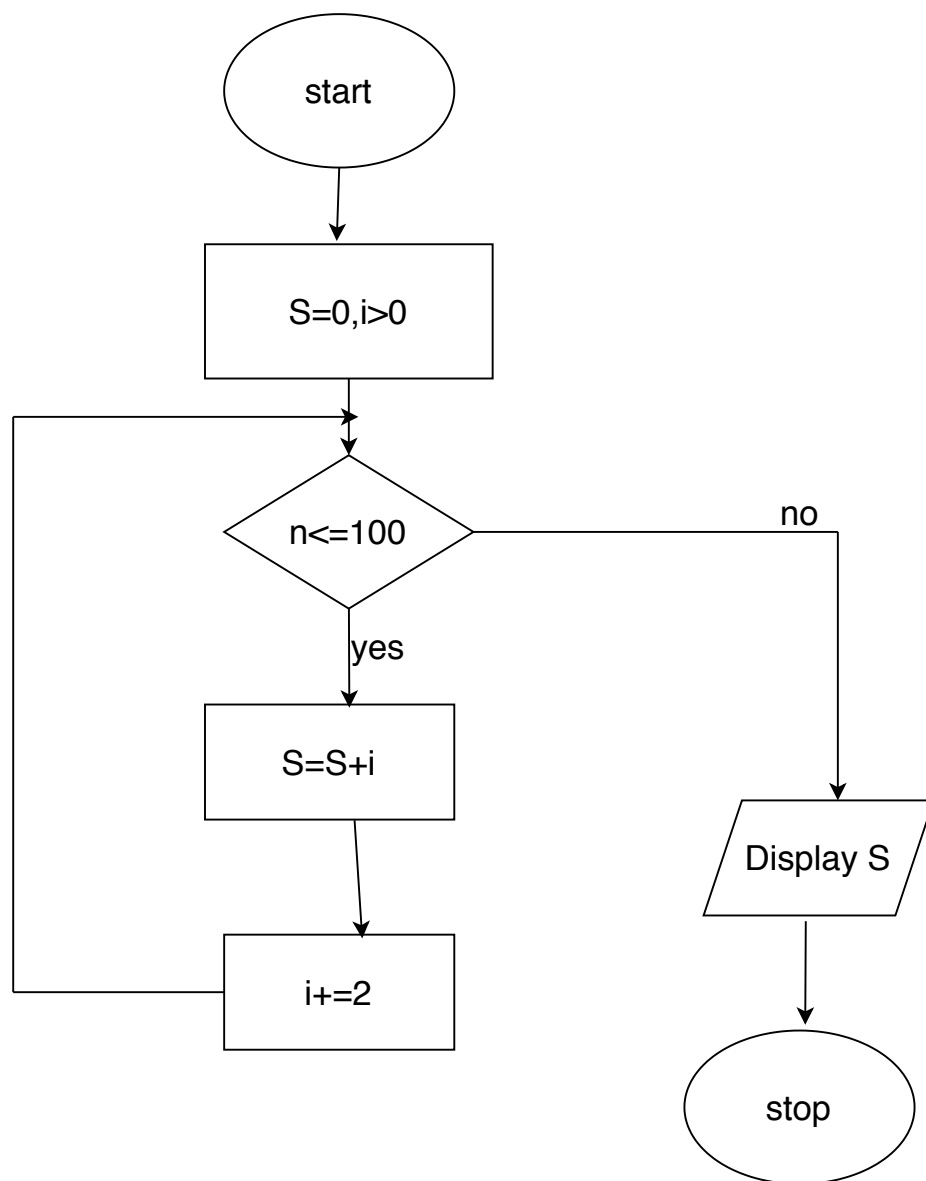 start
S=0,i>0
n<=100
no
yes
S=S+i
Display S
i+=2
stop